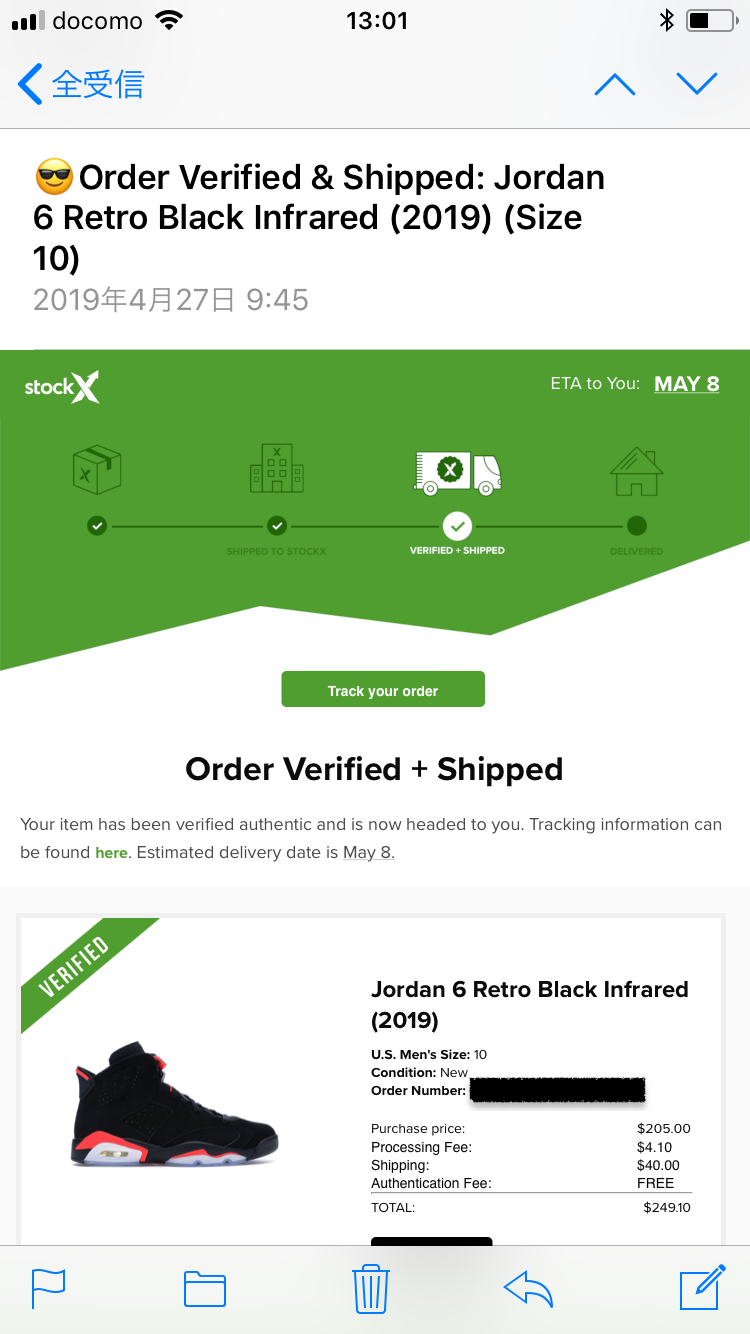 docomo 13:01
全受信
😎Order Verified & Shipped: Jordan
6 Retro Black Infrared (2019) (Size
10)
2019年4月27日 9:45
stockX ETA to You: MAY 8
X
X X
SHIPPED TO STOCKX VERIFIED + SHIPPED DELIVERED
Track your order
Order Verified + Shipped
Your item has been verified authentic and is now headed to you. Tracking information can
be found here. Estimated delivery date is May 8.
VERIFIED
Jordan 6 Retro Black Infrared
(2019)
U.S. Men's Size: 10
Condition: New
Order Number:
Purchase price: $205.00
Processing Fee: $4.10
Shipping: $40.00
Authentication Fee: FREE
TOTAL: $249.10